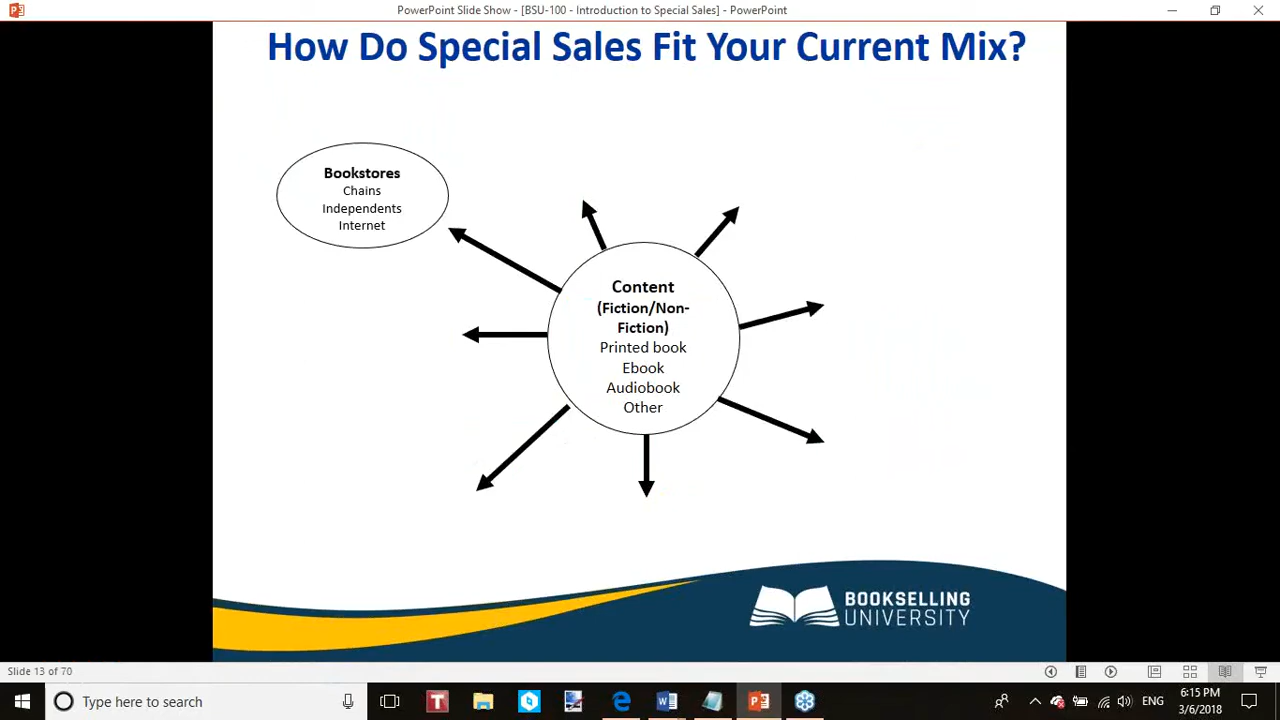 PowerPoint Slide Show - [BSU-100 - Introduction to Special Sales] - PowerPoint
How Do Special Sales Fit Your Current Mix?
Bookstores
Chains
Independents
Internet
Content
(Fiction/Non-
Fiction)
Printed book
Ebook
Audiobook
Other
BOOKSELLING
UNIVERSITY
Slide 13 of 70
Type here to search
ENG
6:15 PM
3/6/2018